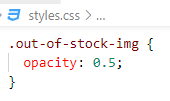 styles.css > ...
.out-of-stock-img {
  opacity: 0.5;
}